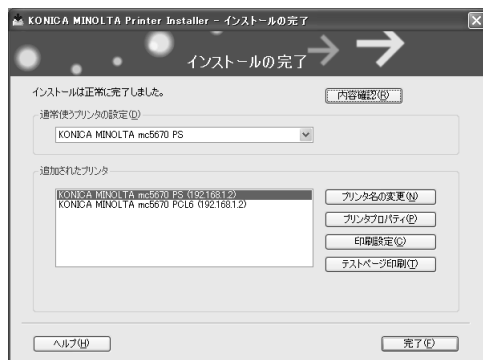 KONICA MINOLTA Printer Installer - インストールの完了
インストールの完了
インストールは正常に完了しました。
内容確認(R)
通常使うプリンタの設定(D)
KONICA MINOLTA mc5670 PS
追加されたプリンタ
KONICA MINOLTA mc5670 PS (192.168.1.2)
KONICA MINOLTA mc5670 PCL6 (192.168.1.2)
プリンタ名の変更(N)
プリンタプロパティ(P)
印刷設定(C)
テストページ印刷(T)
ヘルプ(H)
完了(F)